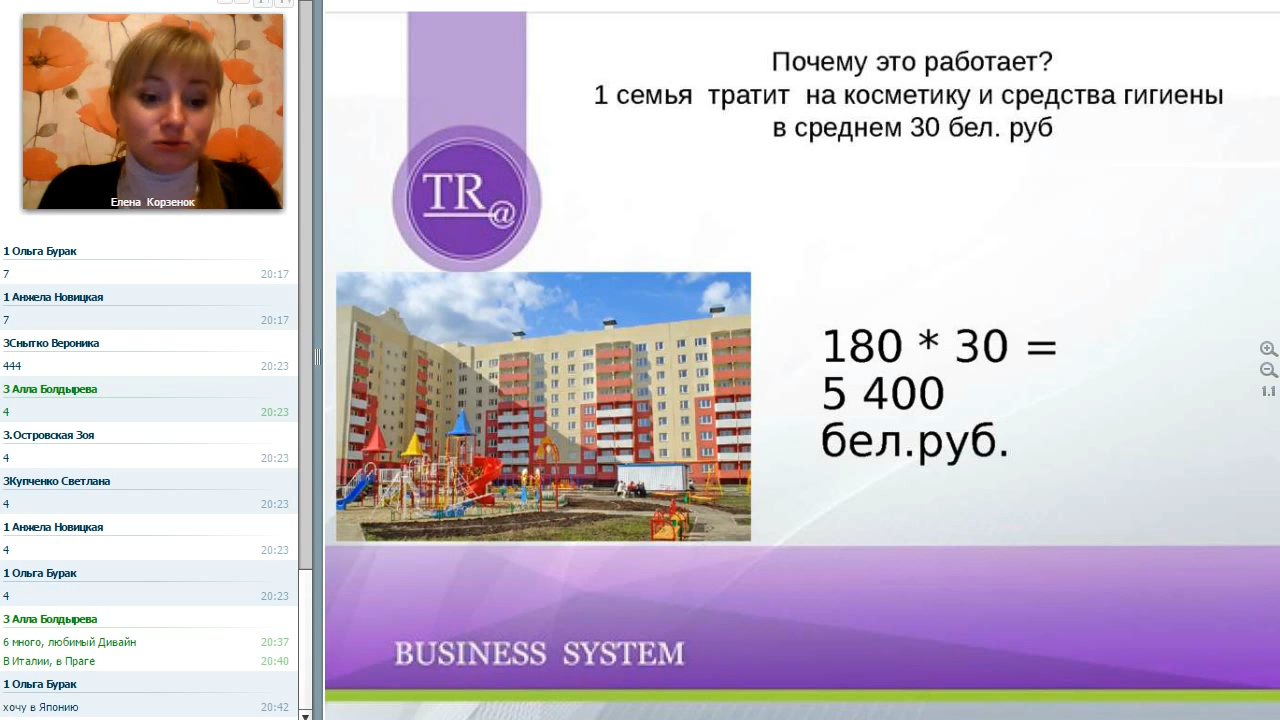 Елена Корзенок
1 Ольга Бурак
7 20:17
1 Анжела Новицкая
7 20:17
3Снытко Вероника
444 20:23
3 Алла Болдырева
4 20:23
3.Островская Зоя
4 20:23
3Купченко Светлана
4 20:23
1 Анжела Новицкая
4 20:23
1 Ольга Бурак
4 20:23
3 Алла Болдырева
6 много, любимый Дивайн 20:37
В Италии, в Праге 20:40
1 Ольга Бурак
хочу в Японию 20:42
Почему это работает?
1 семья тратит на косметику и средства гигиены
в среднем 30 бел. руб
TR@
180 * 30 =
5 400
бел.руб.
BUSINESS SYSTEM
1.1